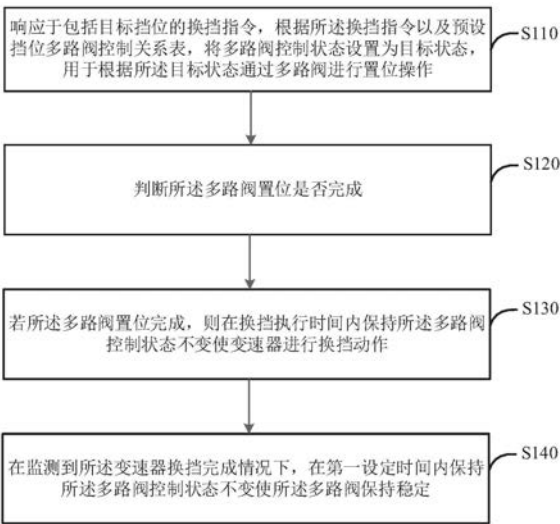 响应于包括目标挡位的换挡指令，根据所述换挡指令以及预设
挡位多路阀控制关系表，将多路阀控制状态设置为目标状态，
用于根据所述目标状态通过多路阀进行置位操作
S110
判断所述多路阀置位是否完成
S120
若所述多路阀置位完成，则在换挡执行时间内保持所述多路阀
控制状态不变使变速器进行换挡动作
S130
在监测到所述变速器换挡完成情况下，在第一设定时间内保持
所述多路阀控制状态不变使所述多路阀保持稳定
S140